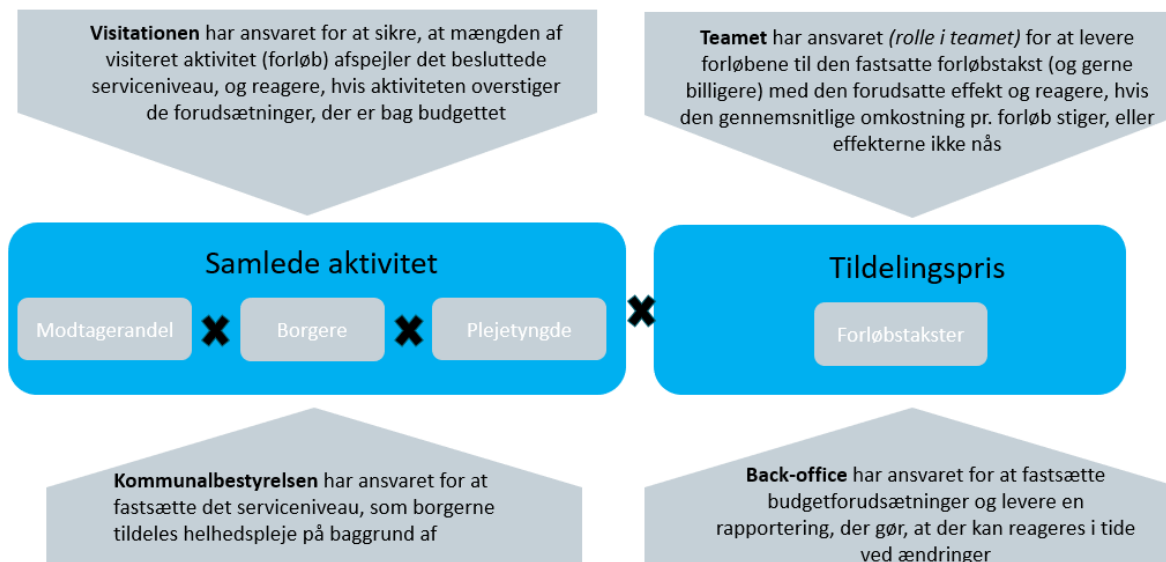 Visitationen har ansvaret for at sikre, at mængden af
visiteret aktivitet (forløb) afspejler det besluttede
serviceniveau, og reagere, hvis aktiviteten overstiger
de forudsætninger, der er bag budgettet
Teamet har ansvaret (rolle i teamet) for at levere
forløbene til den fastsatte forløbstakst (og gerne
billigere) med den forudsatte effekt og reagere, hvis
den gennemsnitlige omkostning pr. forløb stiger, eller
effekterne ikke nås
Samlede aktivitet
Modtagerandel
Borgere
Plejetyngde
Tildelingspris
Forløbstakster
Kommunalbestyrelsen har ansvaret for at
fastsætte det serviceniveau, som borgerne
tildeles helhedspleje på baggrund af
Back-office har ansvaret for at fastsætte
budgetforudsætninger og levere en
rapportering, der gør, at der kan reageres i tide
ved ændringer